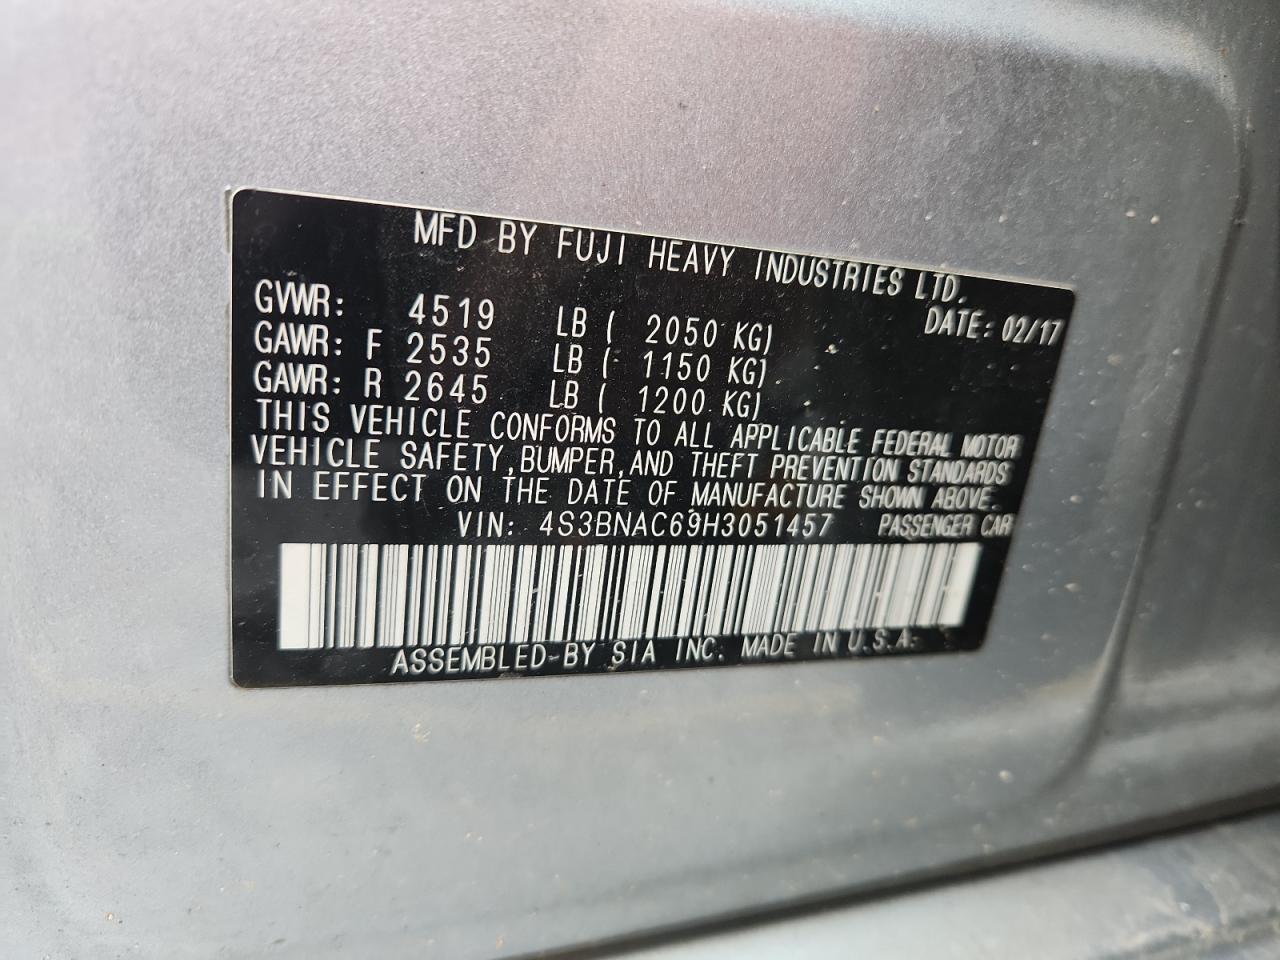 MFD BY FUJI HEAVY INDUSTRIES LTD.
DATE: 02/17
GVWR: 4519 LB ( 2050 KG)
GAWR: F 2535 LB ( 1150 KG)
GAWR: R 2645 LB ( 1200 KG)
THIS VEHICLE CONFORMS TO ALL APPLICABLE FEDERAL MOTOR
VEHICLE SAFETY, BUMPER, AND THEFT PREVENTION STANDARDS
IN EFFECT ON THE DATE OF MANUFACTURE SHOWN ABOVE.
VIN: 4S3BNAC69H3051457 PASSENGER CAR
ASSEMBLED-BY SIA INC. MADE IN U.S.A.